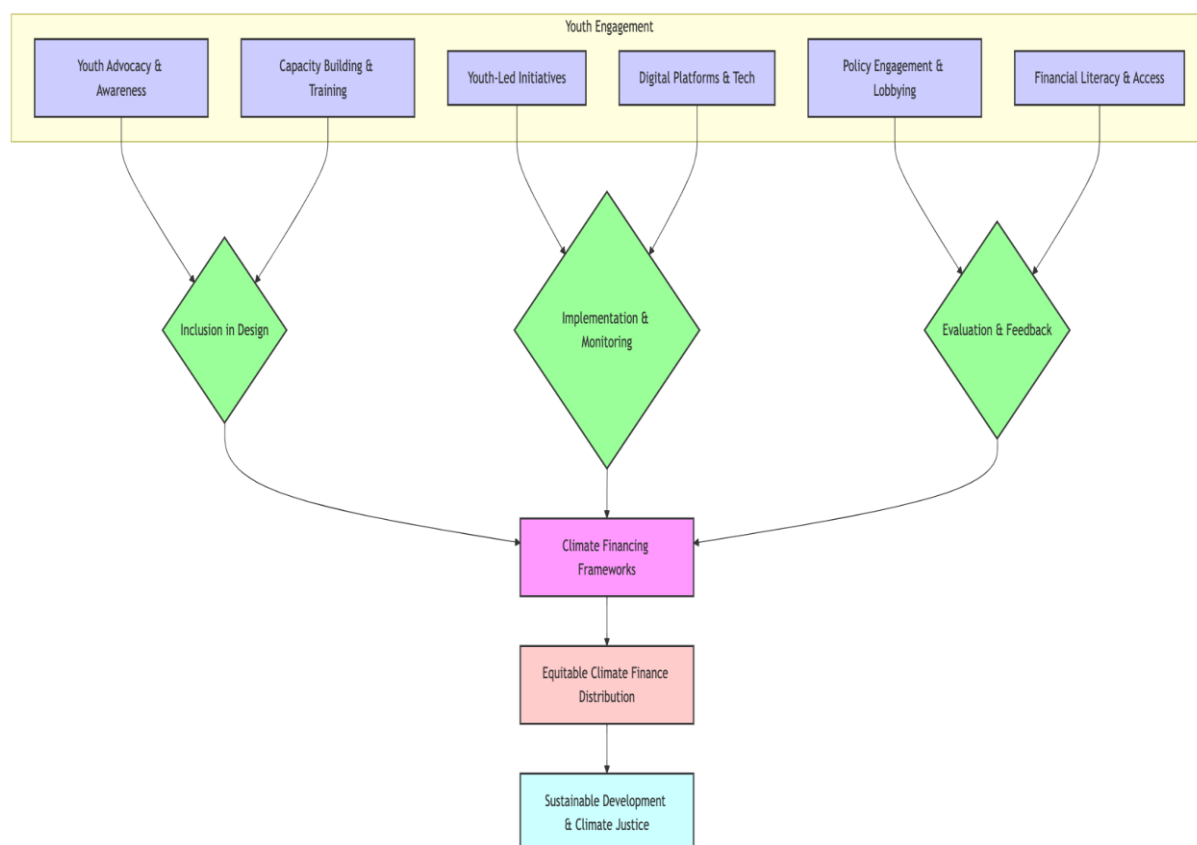 Youth Engagement
Youth Advocacy &
Awareness
Capacity Building &
Training
Youth-Led Initiatives
Digital Platforms & Tech
Policy Engagement &
Lobbying
Financial Literacy & Access
Inclusion in Design
Implementation &
Monitoring
Evaluation & Feedback
Climate Financing
Frameworks
Equitable Climate Finance
Distribution
Sustainable Development
& Climate Justice